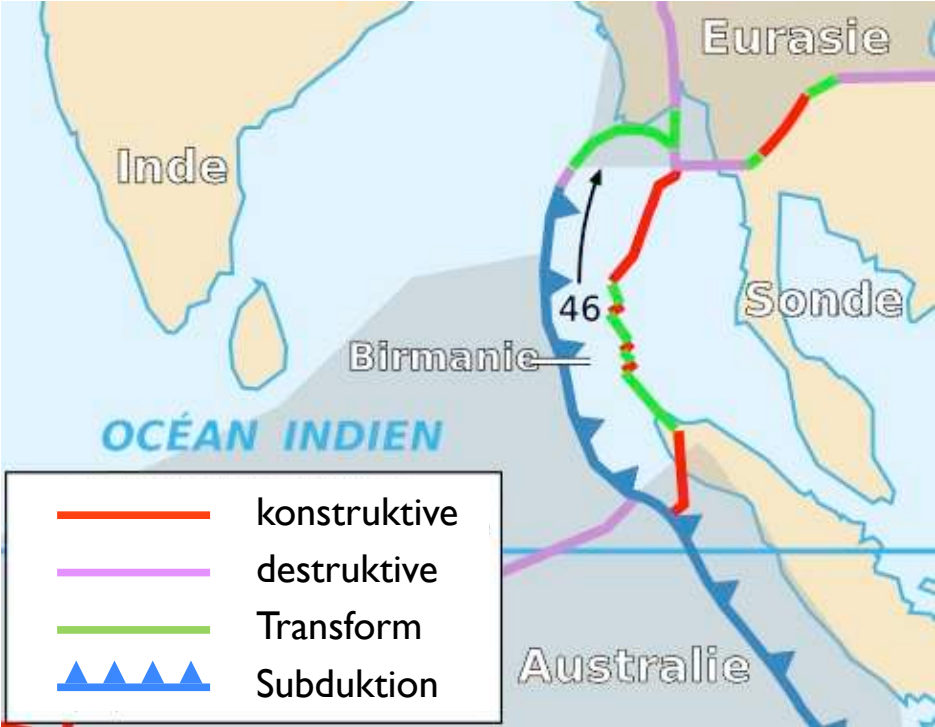 Eurasie
Inde
Sonde
46
Birmanie
OCÉAN INDIEN
konstruktive
destruktive
Transform
Subduktion
Australie